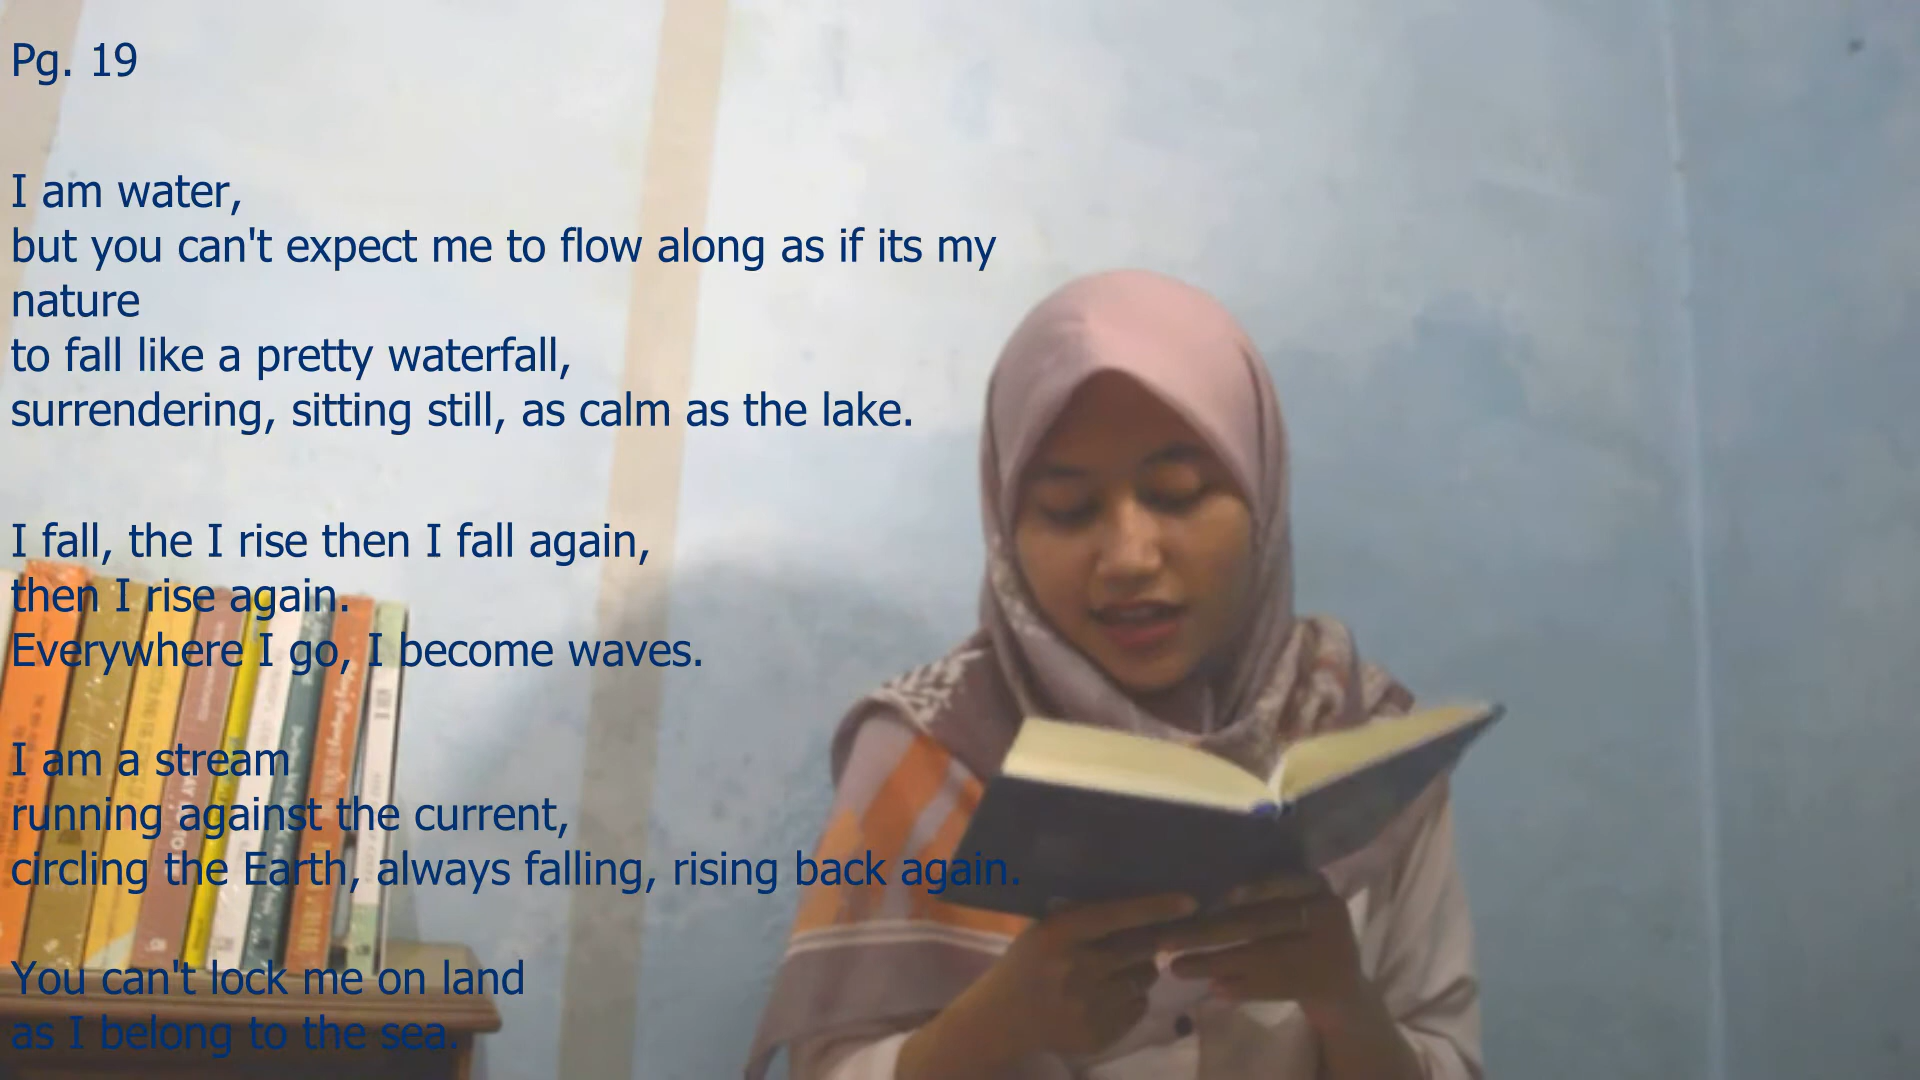 Pg. 19
I am water,
but you can't expect me to flow along as if its my
nature
to fall like a pretty waterfall,
surrendering, sitting still, as calm as the lake.
I fall, the I rise then I fall again,
then I rise again.
Everywhere I go, I become waves.
I am a stream
running against the current,
circling the Earth, always falling, rising back again.
You can't lock me on land
as I belong to the sea.